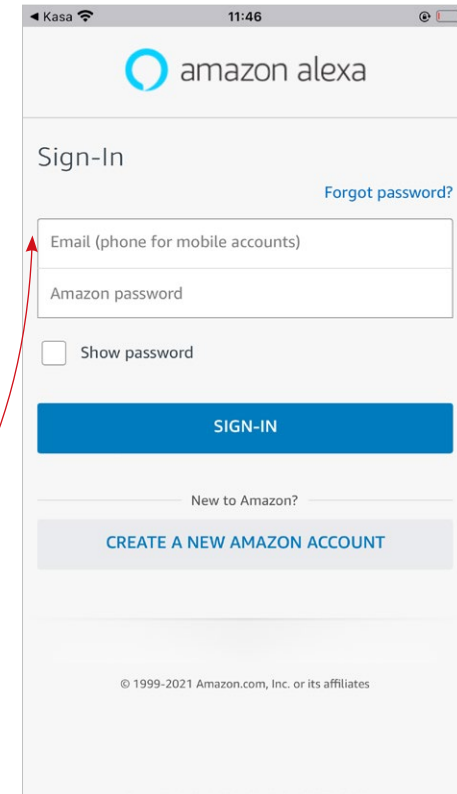 ◀ Kasa 11:46
amazon alexa
Sign-In
Forgot password?
Email (phone for mobile accounts)
Amazon password
Show password
SIGN-IN
New to Amazon?
CREATE A NEW AMAZON ACCOUNT
© 1999-2021 Amazon.com, Inc. or its affiliates